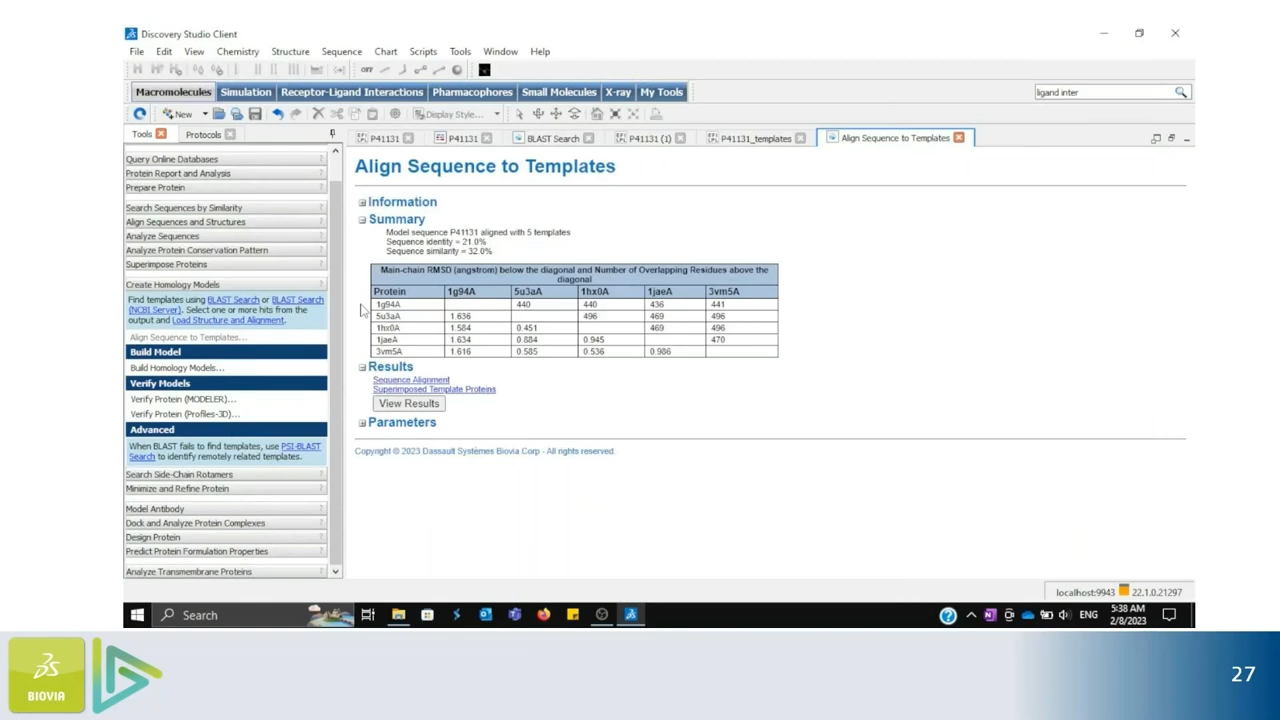 Discovery Studio Client
File Edit View Chemistry Structure Sequence Chart Scripts Tools Window Help
OFF
Macromolecules Simulation Receptor-Ligand Interactions Pharmacophores Small Molecules X-ray My Tools
ligand inter
New
Display Style...
Tools Protocols
P41131 P41131 BLAST Search P41131 (1) P41131_templates Align Sequence to Templates
Query Online Databases
Protein Report and Analysis
Prepare Protein
Search Sequences by Similarity
Align Sequences and Structures
Analyze Sequences
Analyze Protein Conservation Pattern
Superimpose Proteins
Create Homology Models
Find templates using BLAST Search or BLAST Search
(NCBI Server). Select one or more hits from the
output and Load Structure and Alignment.
Align Sequence to Templates...
Build Model
Build Homology Models...
Verify Models
Verify Protein (MODELER)...
Verify Protein (Profiles-3D)...
Advanced
When BLAST fails to find templates, use PSI-BLAST
Search to identify remotely related templates.
Search Side-Chain Rotamers
Minimize and Refine Protein
Model Antibody
Dock and Analyze Protein Complexes
Design Protein
Predict Protein Formulation Properties
Analyze Transmembrane Proteins
Align Sequence to Templates
Information
Summary
Model sequence P41131 aligned with 5 templates
Sequence identity = 21.0%
Sequence similarity = 32.0%
Main-chain RMSD (angstrom) below the diagonal and Number of Overlapping Residues above the
diagonal
Protein 1g94A 5u3aA 1hx0A 1jaeA 3vm5A
1g94A 440 440 436 441
5u3aA 1.636 496 469 496
1hx0A 1.584 0.451 469 496
1jaeA 1.634 0.884 0.945 470
3vm5A 1.616 0.585 0.536 0.986
Results
Sequence Alignment
Superimposed Template Proteins
View Results
Parameters
Copyright © 2023 Dassault Systèmes Biovia Corp - All rights reserved.
localhost:9943 22.1.0.21297
Search
ENG
5:38 AM
2/8/2023
BIOVIA
27